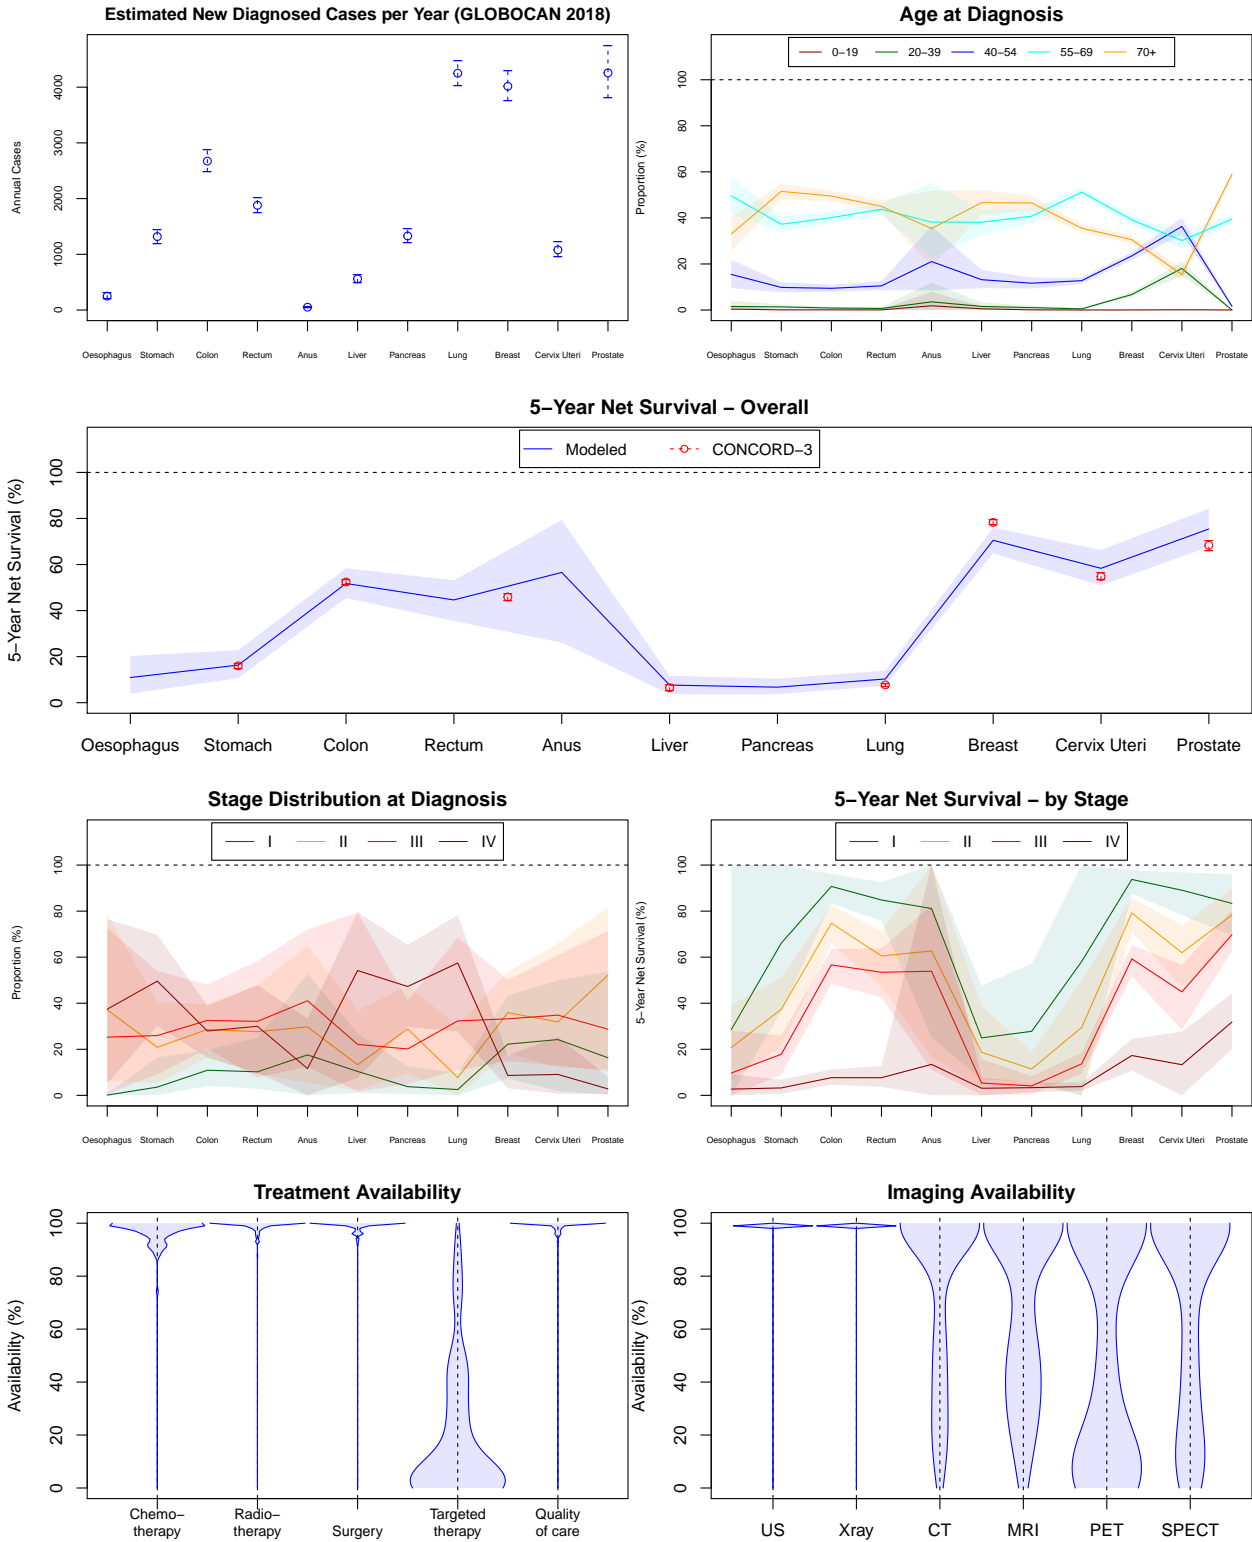 Estimated New Diagnosed Cases per Year (GLOBOCAN 2018)
Annual Cases
0 1000 2000 3000 4000
Oesophagus Stomach Colon Rectum Anus Liver Pancreas Lung Breast Cervix Uteri Prostate
Age at Diagnosis
0−19 20−39 40−54 55−69 70+
Proportion (%)
0 20 40 60 80 100
Oesophagus Stomach Colon Rectum Anus Liver Pancreas Lung Breast Cervix Uteri Prostate
5−Year Net Survival − Overall
Modeled CONCORD−3
5−Year Net Survival (%)
0 20 40 60 80 100
Oesophagus Stomach Colon Rectum Anus Liver Pancreas Lung Breast Cervix Uteri Prostate
Stage Distribution at Diagnosis
I II III IV
Proportion (%)
0 20 40 60 80 100
Oesophagus Stomach Colon Rectum Anus Liver Pancreas Lung Breast Cervix Uteri Prostate
5−Year Net Survival − by Stage
I II III IV
5−Year Net Survival (%)
0 20 40 60 80 100
Oesophagus Stomach Colon Rectum Anus Liver Pancreas Lung Breast Cervix Uteri Prostate
Treatment Availability
Availability (%)
0 20 40 60 80 100
Chemo−
therapy
Radio−
therapy
Surgery
Targeted
therapy
Quality
of care
Imaging Availability
Availability (%)
0 20 40 60 80 100
US Xray CT MRI PET SPECT